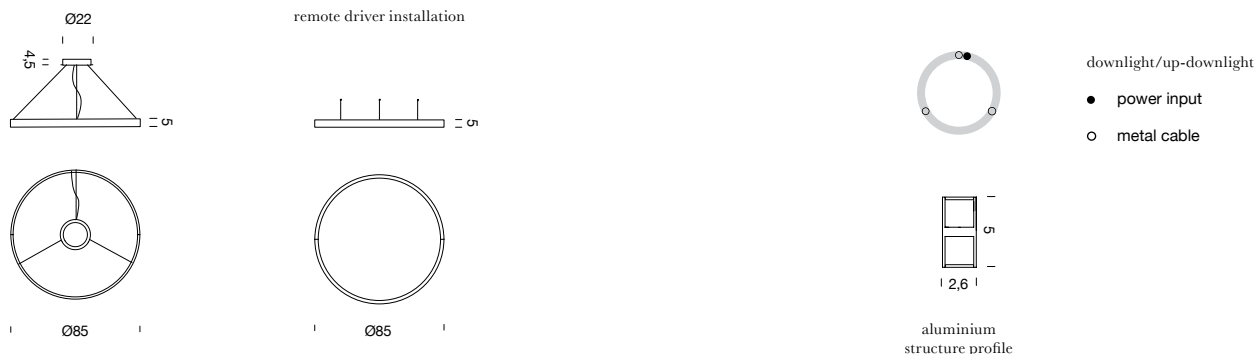 Ø22
4,5
5
Ø85
remote driver installation
5
Ø85
downlight/up-downlight
power input
metal cable
5
2,6
aluminium
structure profile